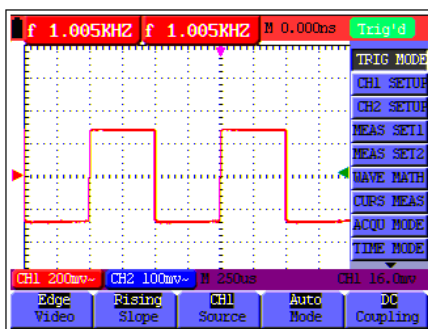 f 1.005KHZ f 1.005KHZ M 0.000ns Trig'd
TRIG MODE
CH1 SETUP
CH2 SETUP
MEAS SET1
MEAS SET2
WAVE MATH
CURS MEAS
ACQU MODE
TIME MODE
CH1 200mv~ CH2 100mv~ M 250us CH1 16.0mv
Edge Rising CH1 Auto DC
Video Slope Source Mode Coupling